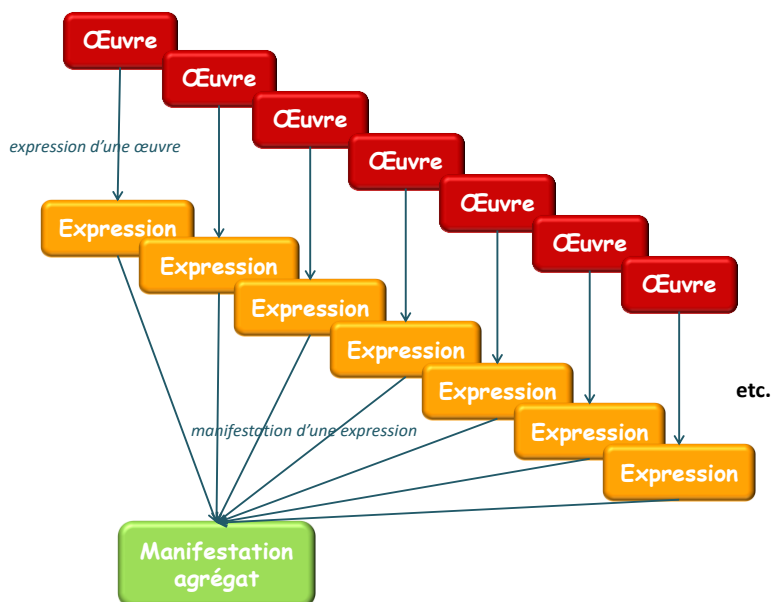 Œuvre
Œuvre
Œuvre
expression d'une œuvre
Œuvre
Œuvre
Expression
Œuvre
Expression
Œuvre
Expression
Expression
Expression
etc.
manifestation d'une expression
Expression
Expression
Manifestation
agrégat